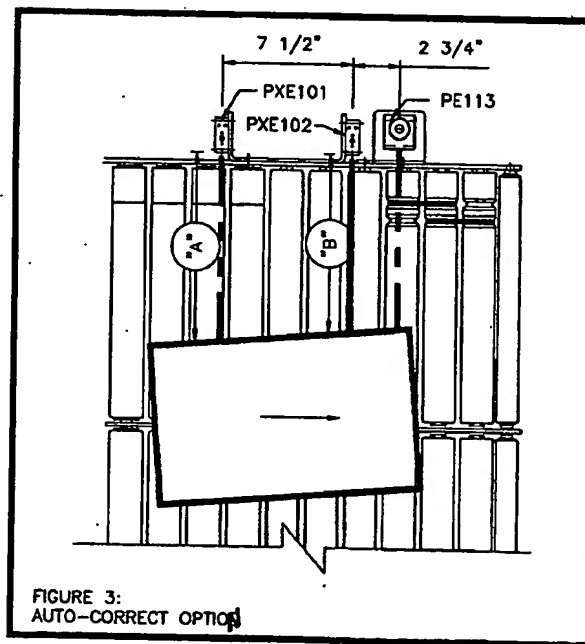 7 1/2" 2 3/4"
PXE101
PXE102
PE113
"A"
"B"
FIGURE 3:
AUTO-CORRECT OPTION